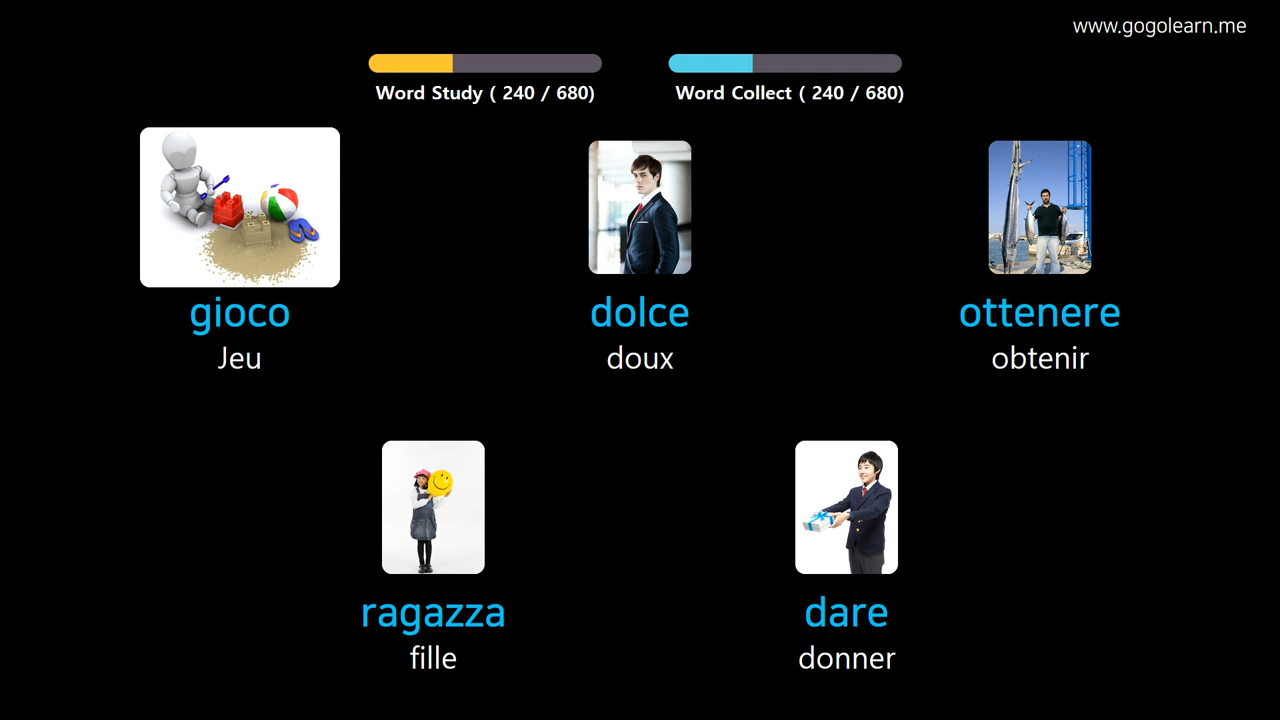 www.gogolearn.me
Word Study ( 240 / 680)
Word Collect ( 240 / 680)
gioco
Jeu
dolce
doux
ottenere
obtenir
ragazza
fille
dare
donner